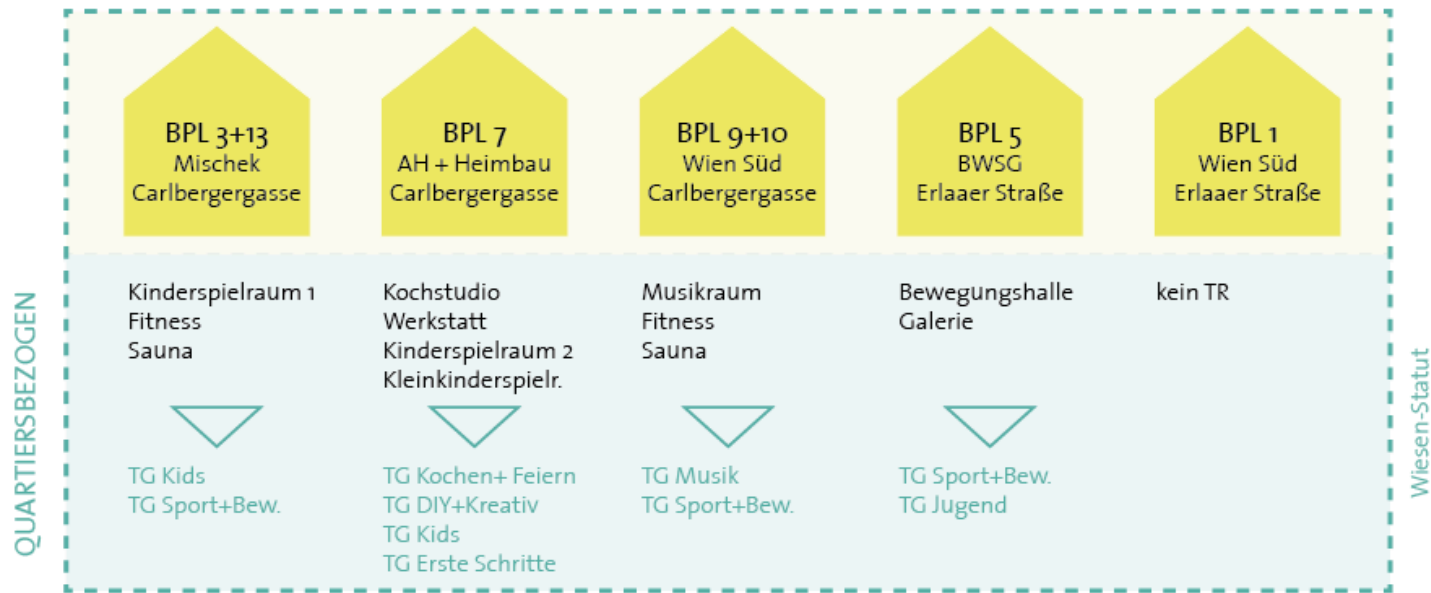 BPL 3+13
Mischek
Carlbergergasse
BPL 7
AH + Heimbau
Carlbergergasse
BPL 9+10
Wien Süd
Carlbergergasse
BPL 5
BWSG
Erlaaer Straße
BPL 1
Wien Süd
Erlaaer Straße
QUARTIERSBEZOGEN
Kinderspielraum 1
Fitness
Sauna
Kochstudio
Werkstatt
Kinderspielraum 2
Kleinkinderspielr.
Musikraum
Fitness
Sauna
Bewegungshalle
Galerie
kein TR
TG Kids
TG Sport+Bew.
TG Kochen+ Feiern
TG DIY+Kreativ
TG Kids
TG Erste Schritte
TG Musik
TG Sport+Bew.
TG Sport+Bew.
TG Jugend
Wiesen-Statut